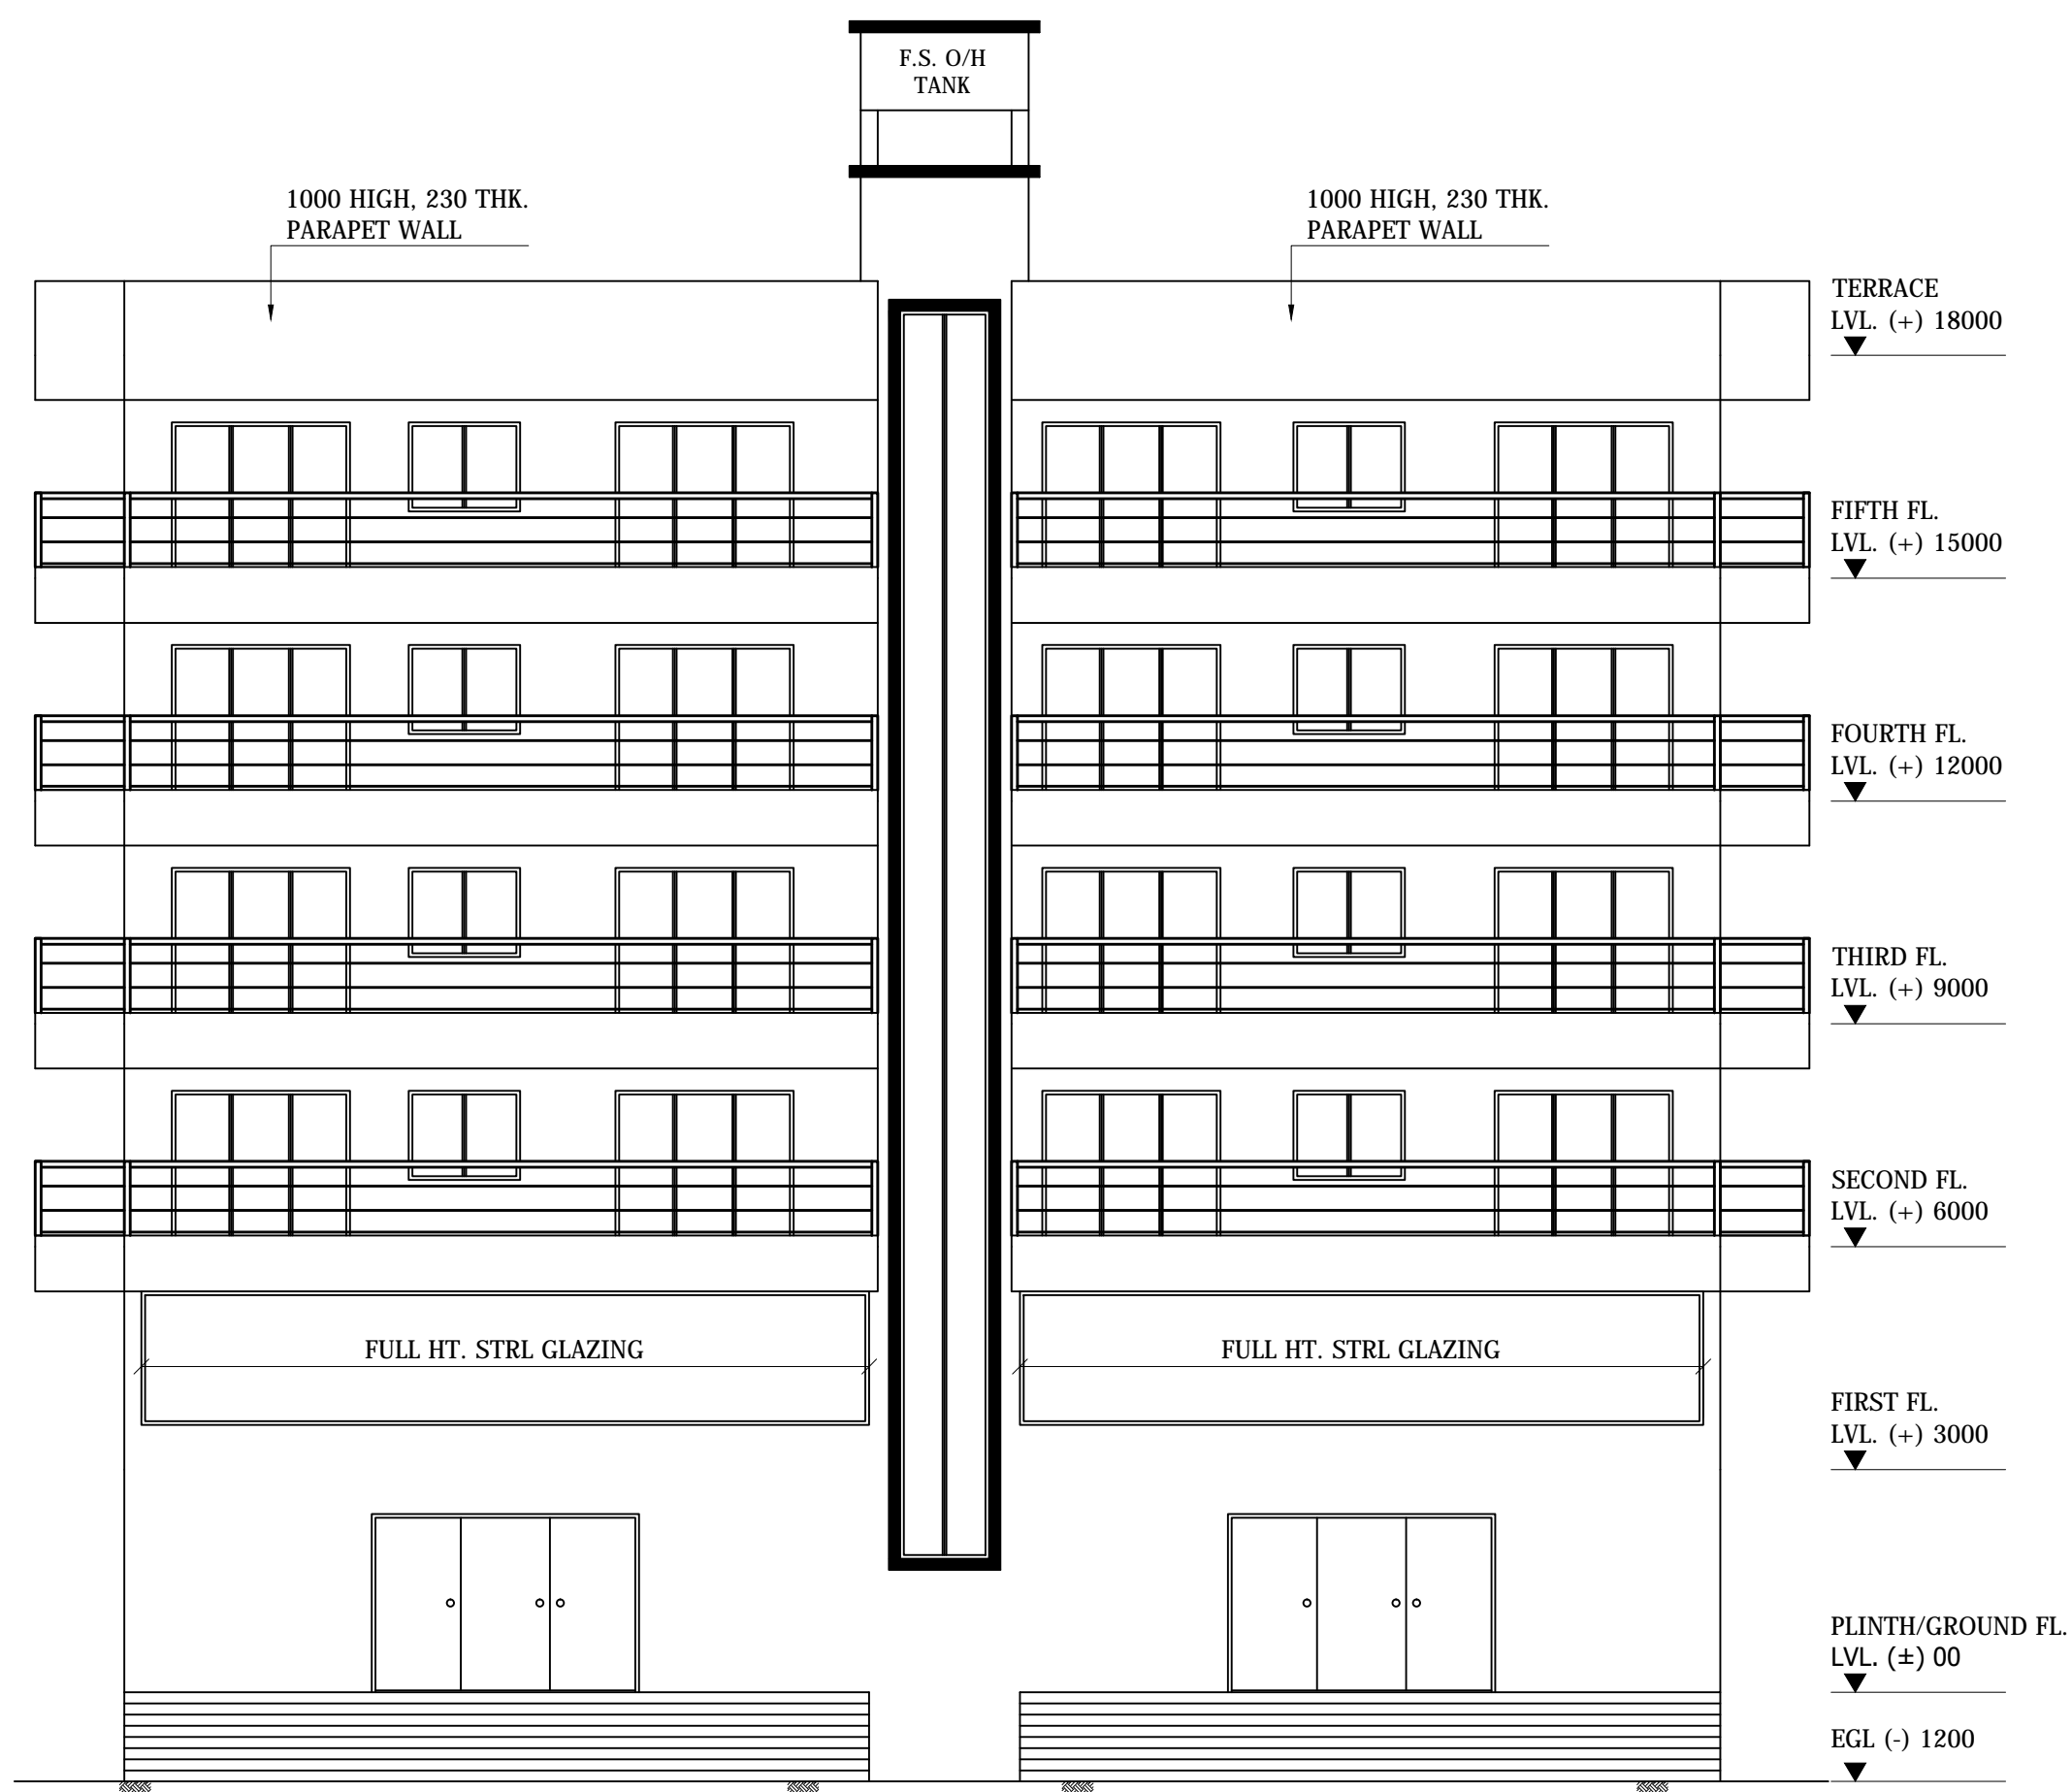 F.S. O/H
TANK
1000 HIGH, 230 THK.
PARAPET WALL
1000 HIGH, 230 THK.
PARAPET WALL
TERRACE
LVL. (+) 18000
FIFTH FL.
LVL. (+) 15000
FOURTH FL.
LVL. (+) 12000
THIRD FL.
LVL. (+) 9000
SECOND FL.
LVL. (+) 6000
FULL HT. STRL GLAZING
FULL HT. STRL GLAZING
FIRST FL.
LVL. (+) 3000
PLINTH/GROUND FL.
LVL. (±) 00
EGL (-) 1200